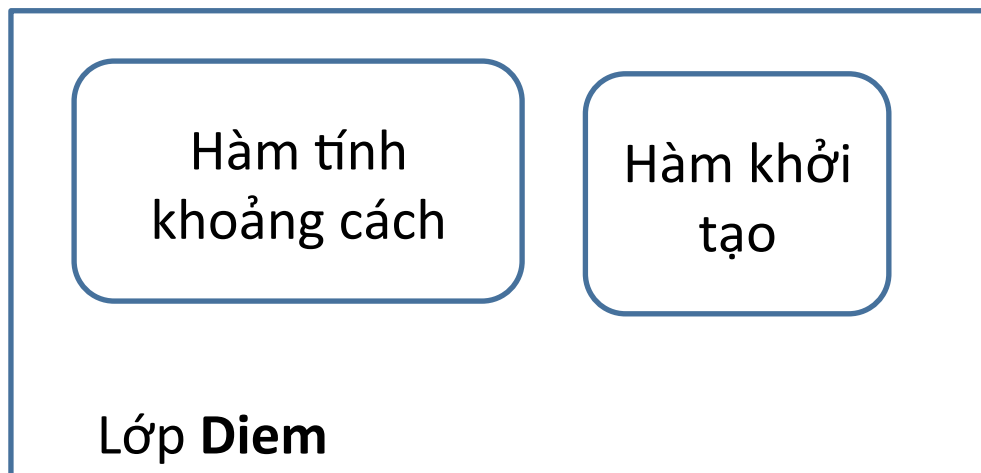 Hàm tính
khoảng cách
Hàm khởi
tạo
Lớp Diem